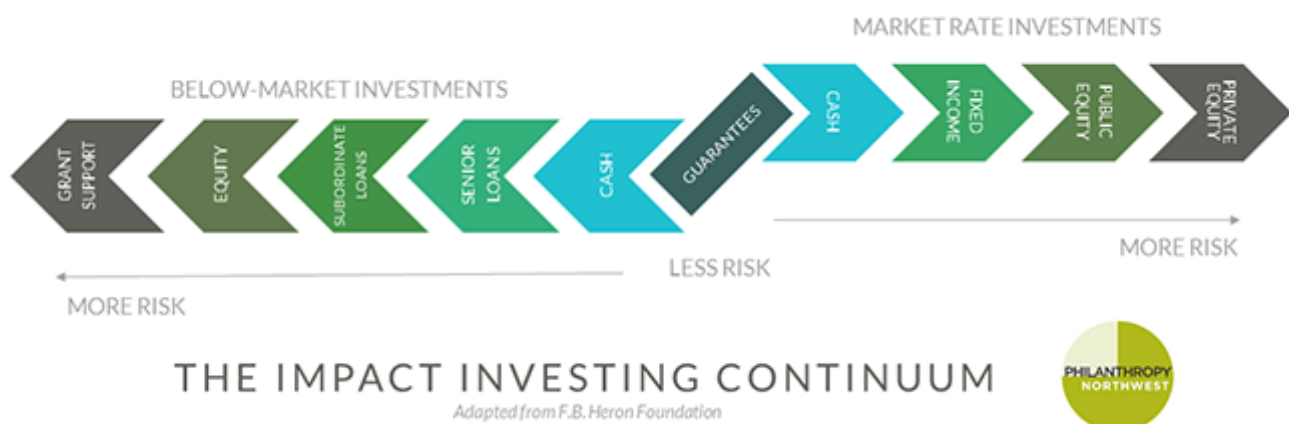 MARKET RATE INVESTMENTS
BELOW-MARKET INVESTMENTS
GRANT
SUPPORT
EQUITY
SUBORDINATE
LOANS
SENIOR
LOANS
CASH
GUARANTEES
CASH
FIXED
INCOME
PUBLIC
EQUITY
PRIVATE
EQUITY
MORE RISK
LESS RISK
MORE RISK
THE IMPACT INVESTING CONTINUUM
Adapted from F.B. Heron Foundation
PHILANTHROPY
NORTHWEST